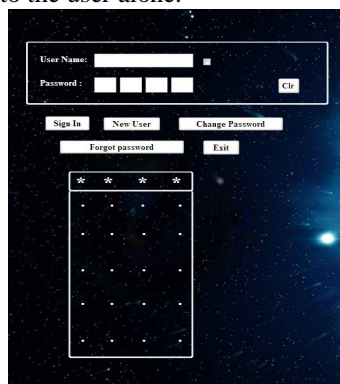 to the user alone.
User Name:
Password :
Clr
Sign In New User Change Password
Forgot password Exit
* * * *
. . . .
. . . .
. . . .
. . . .
. . . .